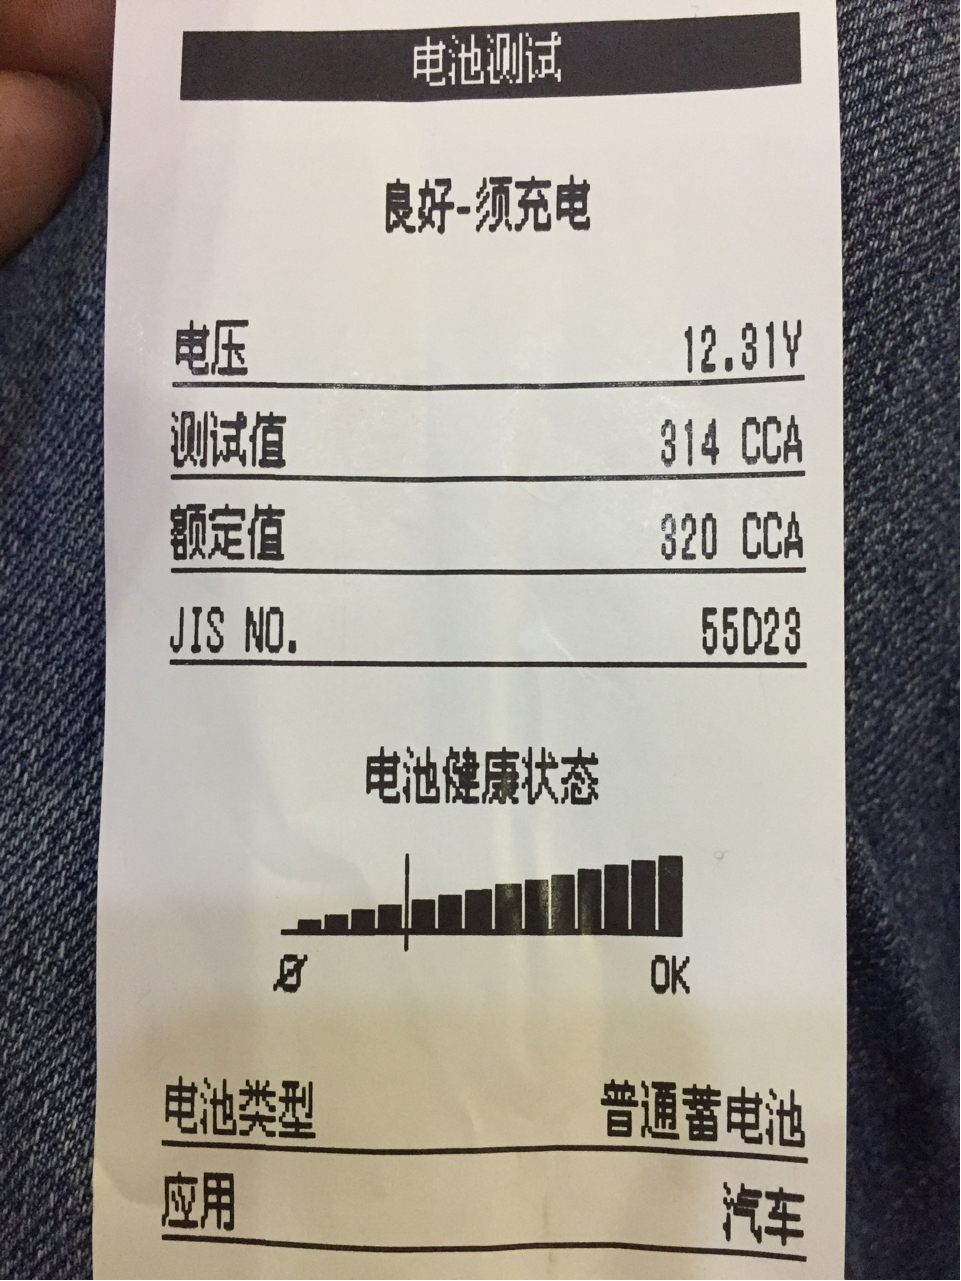 电池测试
良好-须充电
电压 12.31V
测试值 314 CCA
额定值 320 CCA
JIS NO. 55D23
电池健康状态
0 OK
电池类型 普通蓄电池
应用 汽车